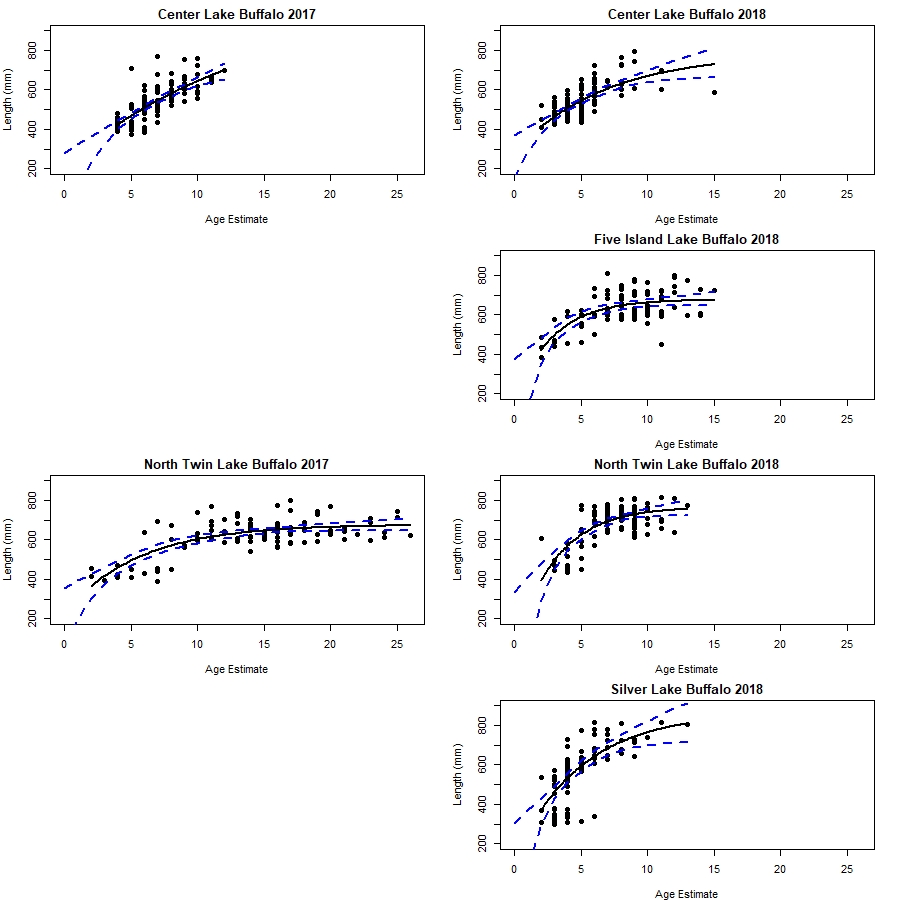 Center Lake Buffalo 2017
Length (mm)
200 400 600 800
0 5 10 15 20 25
Age Estimate
Center Lake Buffalo 2018
Length (mm)
200 400 600 800
0 5 10 15 20 25
Age Estimate
Five Island Lake Buffalo 2018
Length (mm)
200 400 600 800
0 5 10 15 20 25
Age Estimate
North Twin Lake Buffalo 2017
Length (mm)
200 400 600 800
0 5 10 15 20 25
Age Estimate
North Twin Lake Buffalo 2018
Length (mm)
200 400 600 800
0 5 10 15 20 25
Age Estimate
Silver Lake Buffalo 2018
Length (mm)
200 400 600 800
0 5 10 15 20 25
Age Estimate